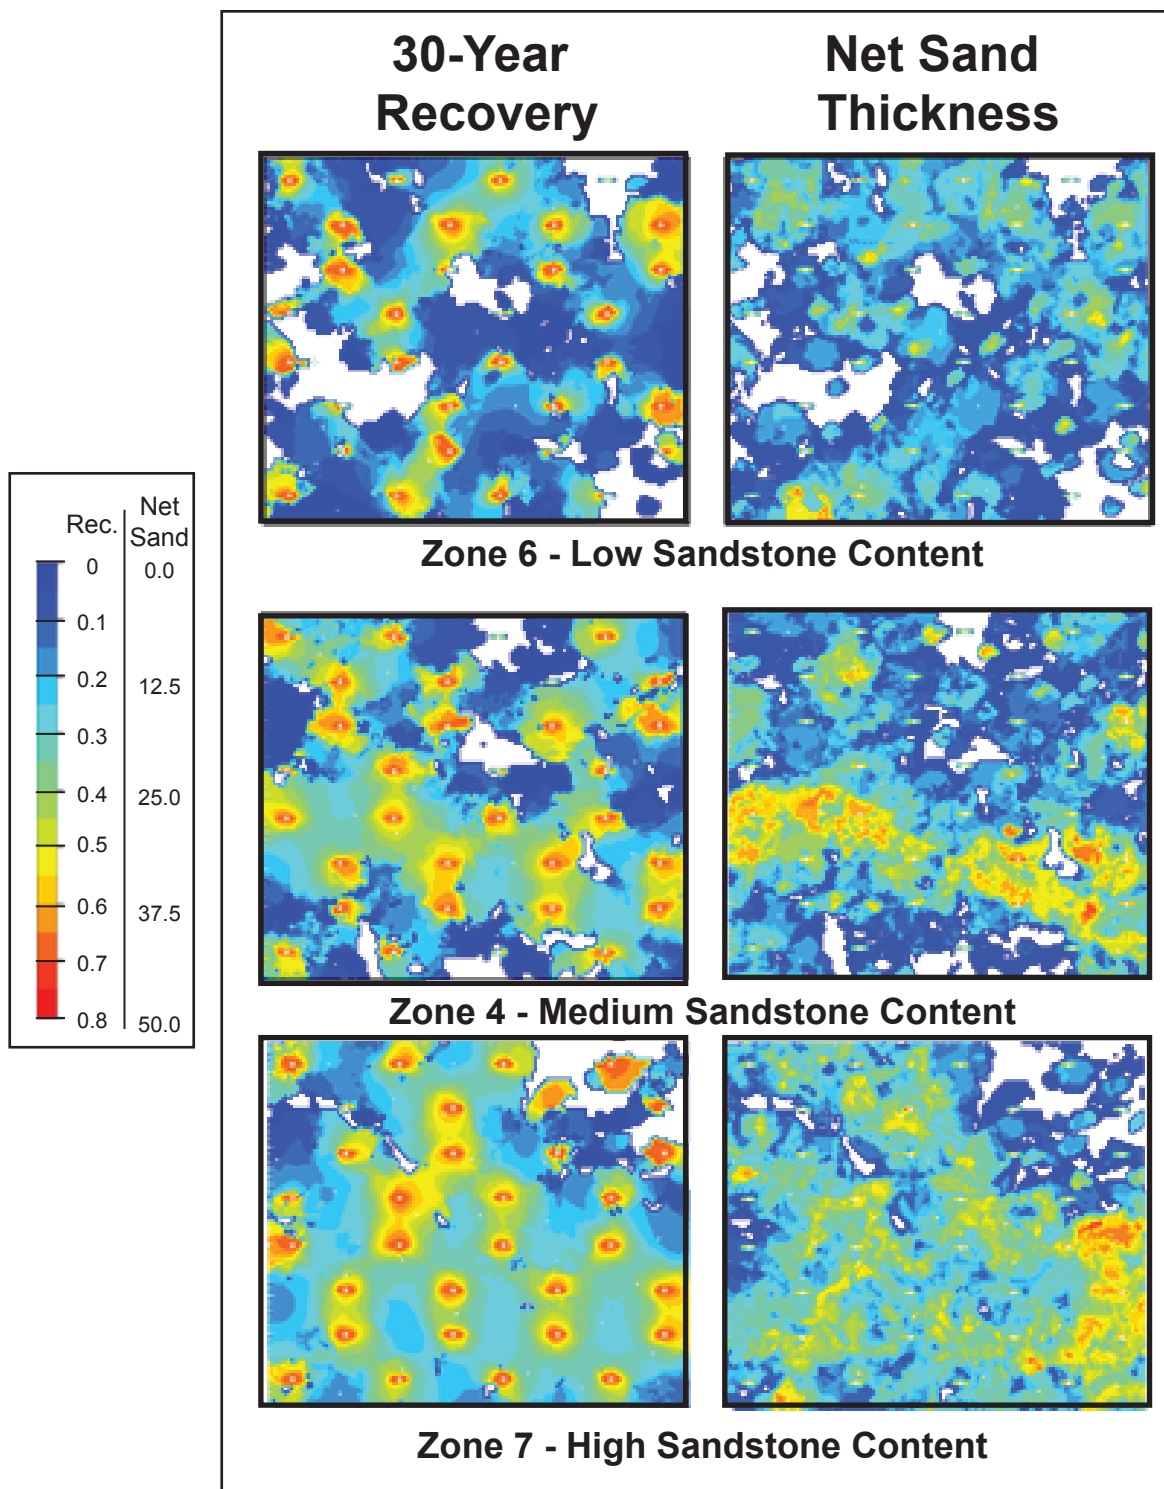 30-Year
Recovery
Net Sand
Thickness
Zone 6 - Low Sandstone Content
Rec.
Net
Sand
0
0.0
0.1
0.2
12.5
0.3
0.4
25.0
0.5
0.6
37.5
0.7
0.8
50.0
Zone 4 - Medium Sandstone Content
Zone 7 - High Sandstone Content